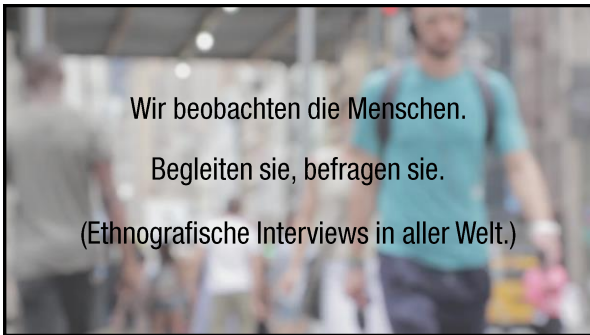 Wir beobachten die Menschen.
Begleiten sie, befragen sie.
(Ethnografische Interviews in aller Welt.)